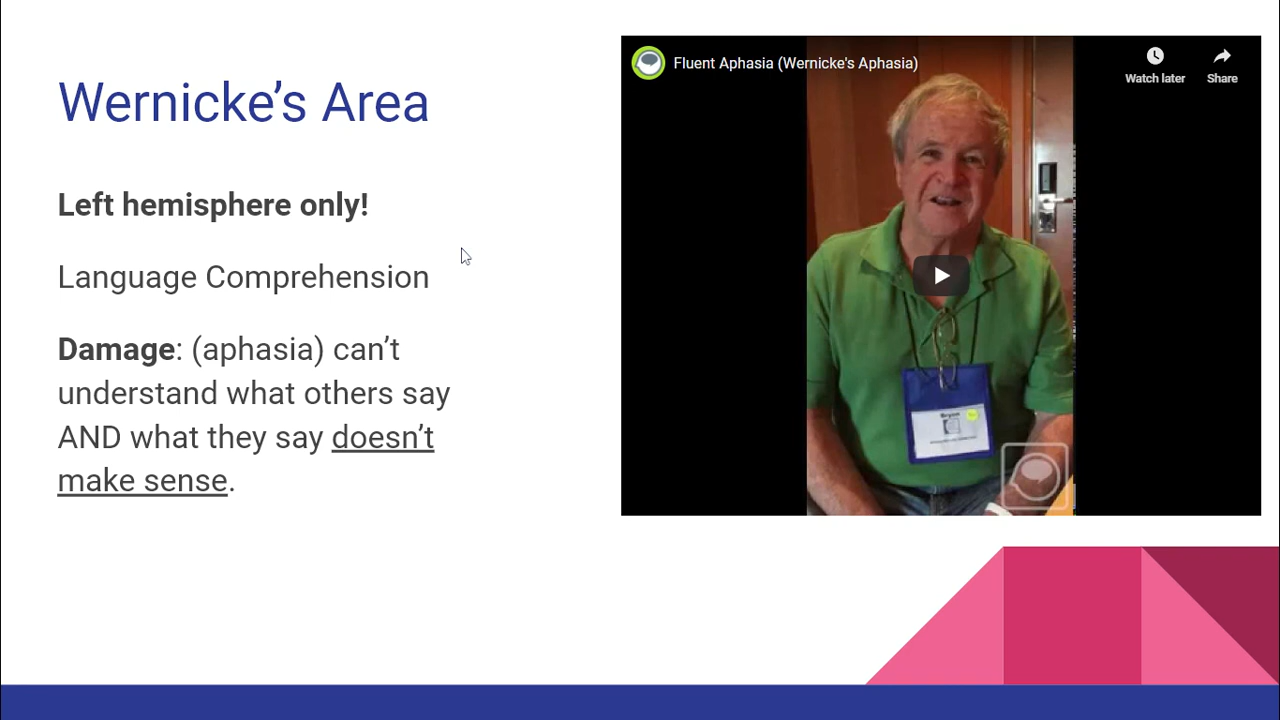 Wernicke’s Area
Left hemisphere only!
Language Comprehension
Damage: (aphasia) can’t
understand what others say
AND what they say doesn’t
make sense.
Fluent Aphasia (Wernicke's Aphasia)
Watch later
Share